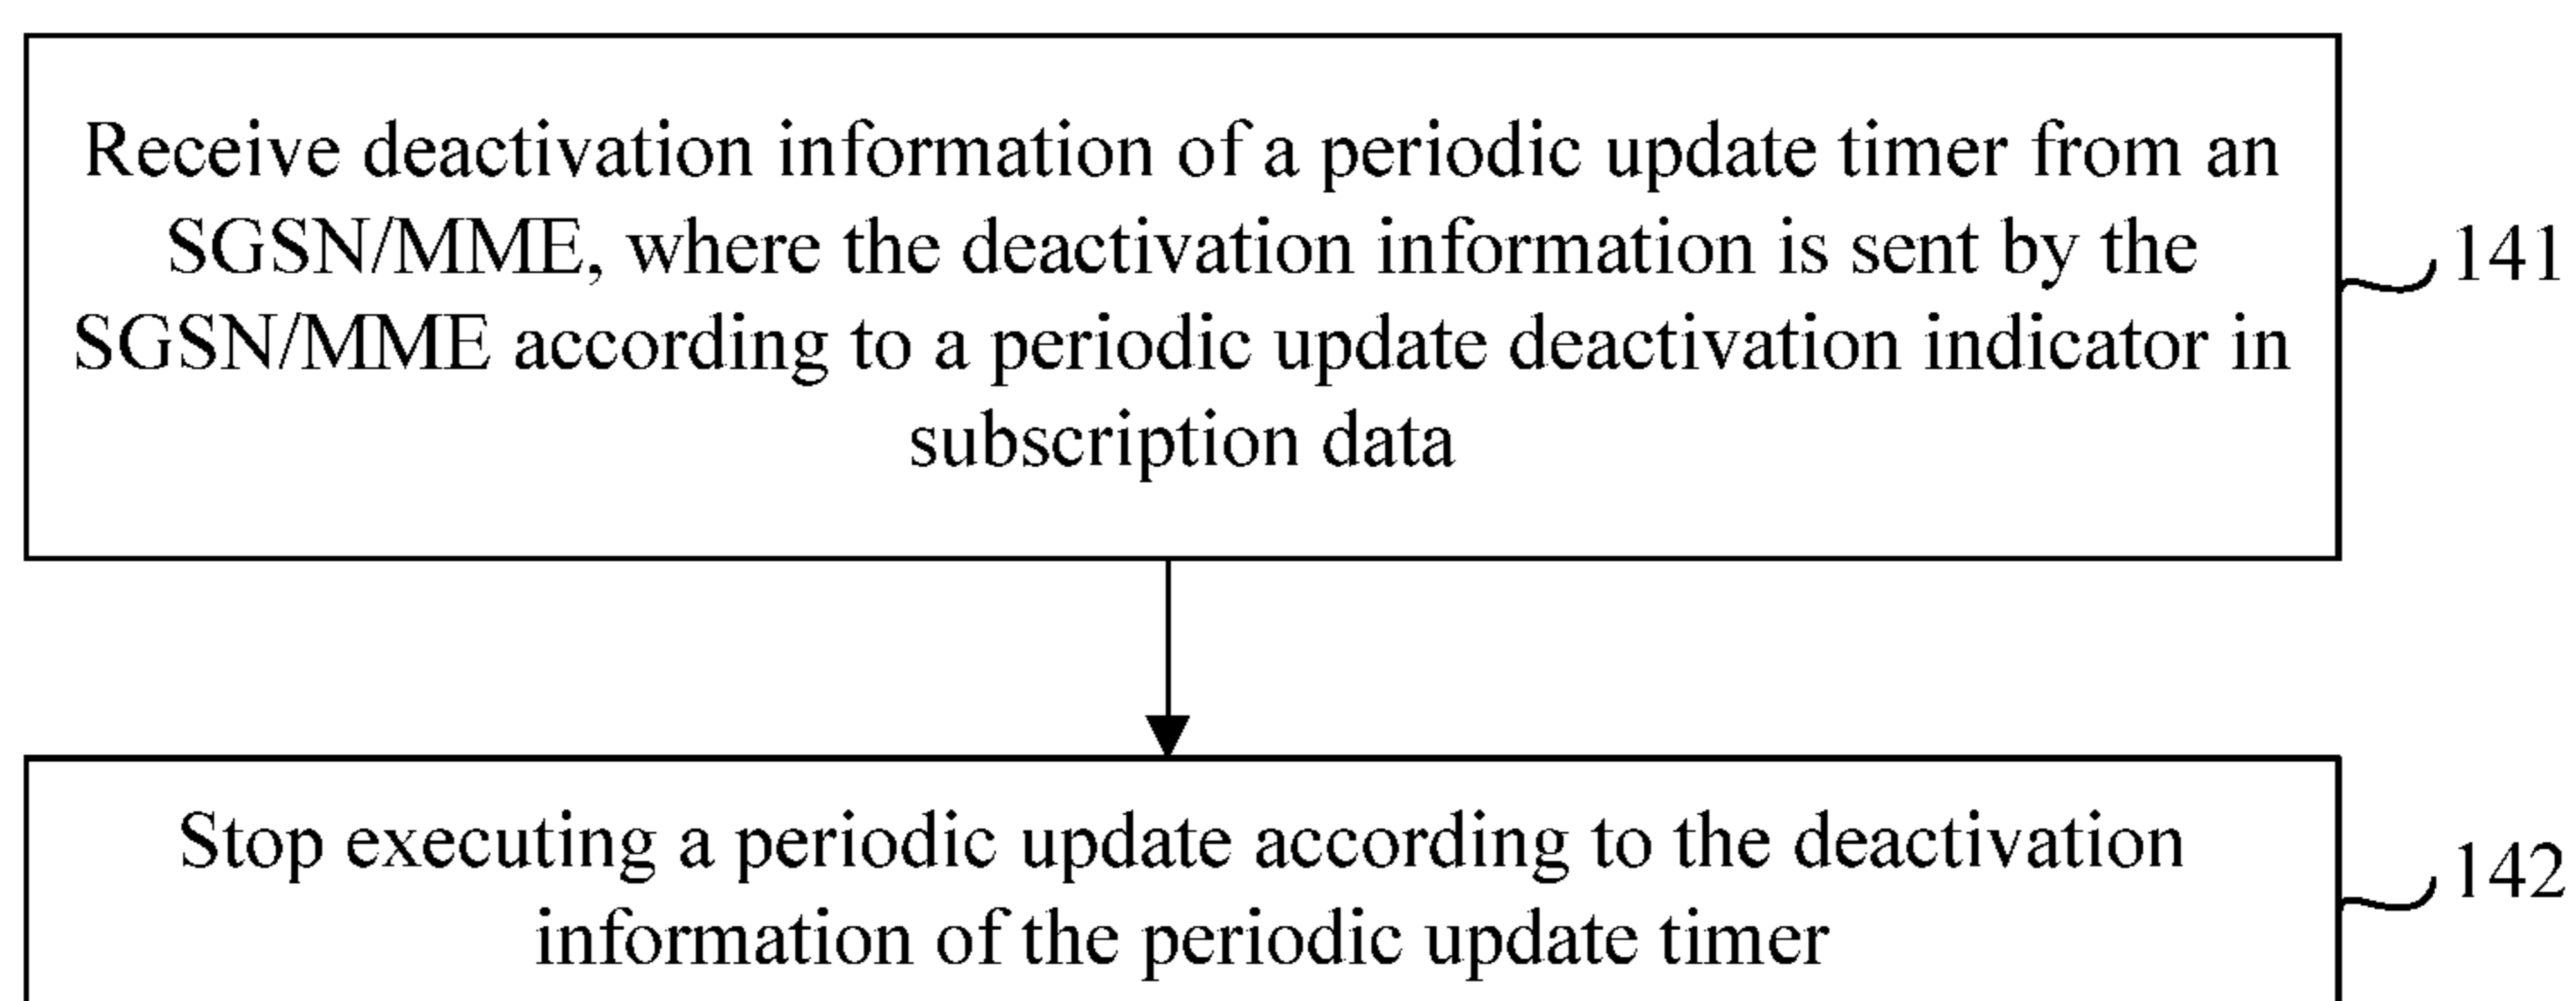 Receive deactivation information of a periodic update timer from an
SGSN/MME, where the deactivation information is sent by the
SGSN/MME according to a periodic update deactivation indicator in
subscription data
141
Stop executing a periodic update according to the deactivation
information of the periodic update timer
142